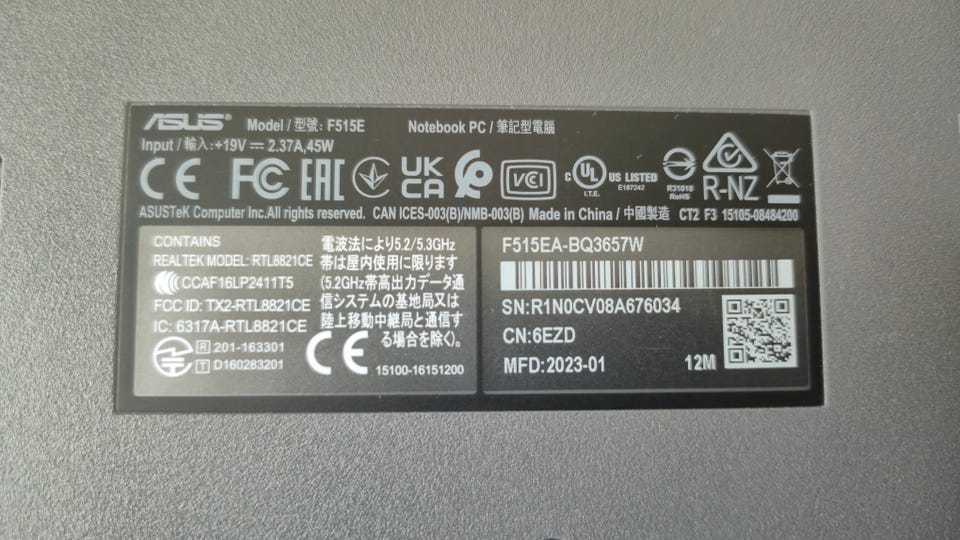 ASUS® Model / 型號: F515E Notebook PC / 筆記型電腦
Input / 輸入: +19V ⎓ 2.37A,45W
CE FC EAC UK CA VCI c UL US LISTED I.T.E. E187242 R31018 RoHS R-NZ
ASUSTeK Computer Inc.All rights reserved. CAN ICES-003(B)/NMB-003(B) Made in China / 中國製造 CT2 F3 15105-08484200
CONTAINS
REALTEK MODEL: RTL8821CE
CCAF16LP2411T5
FCC ID: TX2-RTL8821CE
IC: 6317A-RTL8821CE
R 201-163301
T D160283201
電波法により5.2/5.3GHz
帯は屋内使用に限ります
(5.2GHz帯高出力データ通
信システムの基地局又は
陸上移動中継局と通信す
る場合を除く)。
CE 15100-16151200
F515EA-BQ3657W
SN:R1N0CV08A676034
CN:6EZD
MFD:2023-01 12M